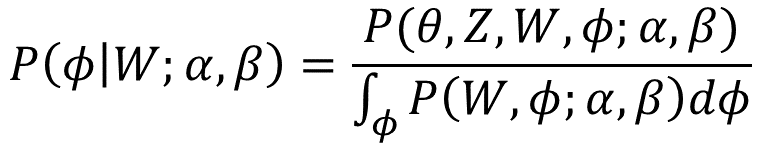 P(ϕ|W; α, β) = P(θ, Z, W, ϕ; α, β) / ∫_ϕ P(W, ϕ; α, β)dϕ